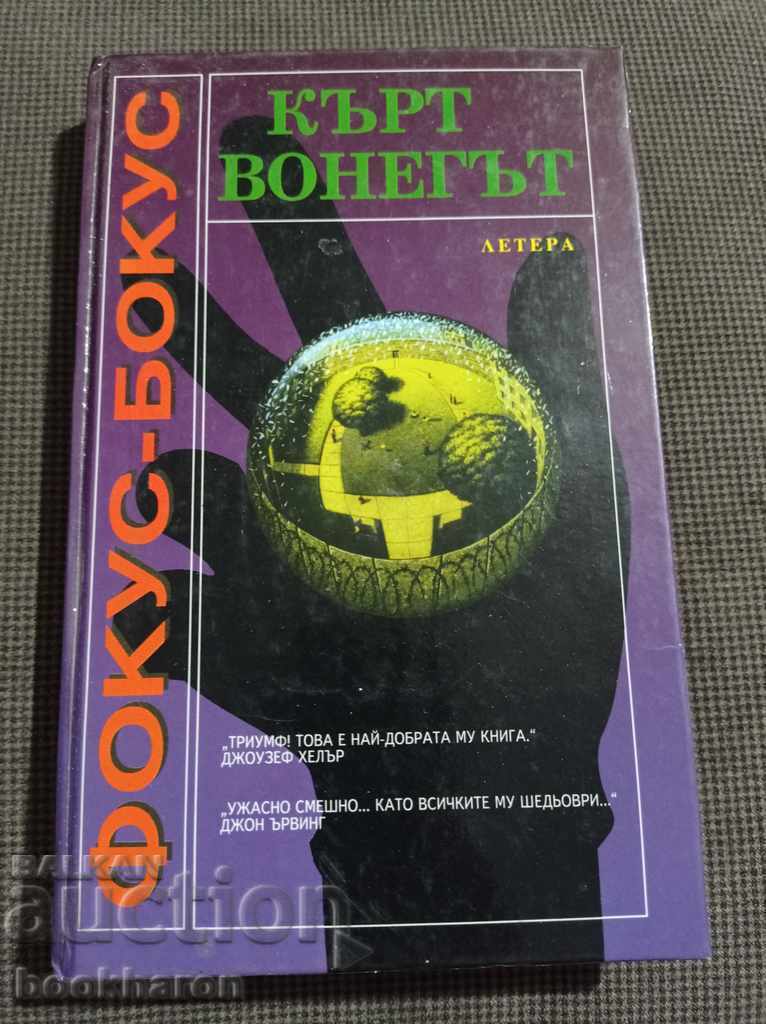 КЪРТ
ВОНЕГЪТ
ЛЕТЕРА
ФОКУС-БОКУС
„ТРИУМФ! ТОВА Е НАЙ-ДОБРАТА МУ КНИГА.“
ДЖОУЗЕФ ХЕЛЪР
„УЖАСНО СМЕШНО... КАТО ВСИЧКИТЕ МУ ШЕДЬОВРИ...“
ДЖОН ЪРВИНГ
BALKAN
auction
bookharon